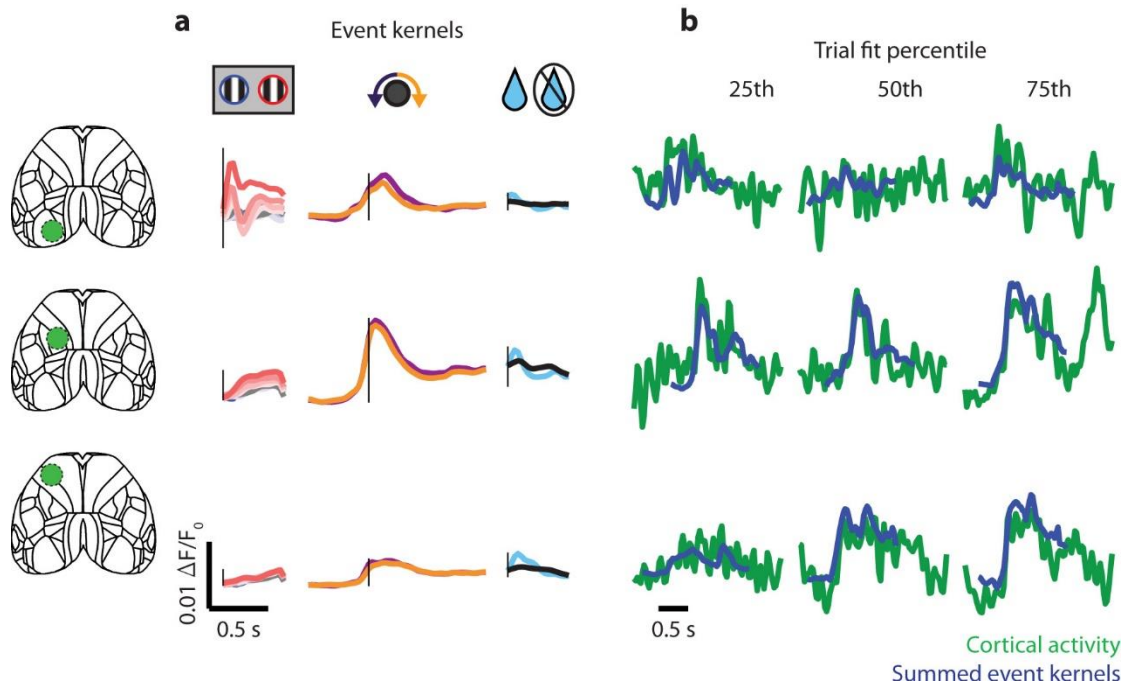 a
Event kernels
b
Trial fit percentile
25th 50th 75th
0.01 ΔF/F0
0.5 s
0.5 s
Cortical activity
Summed event kernels